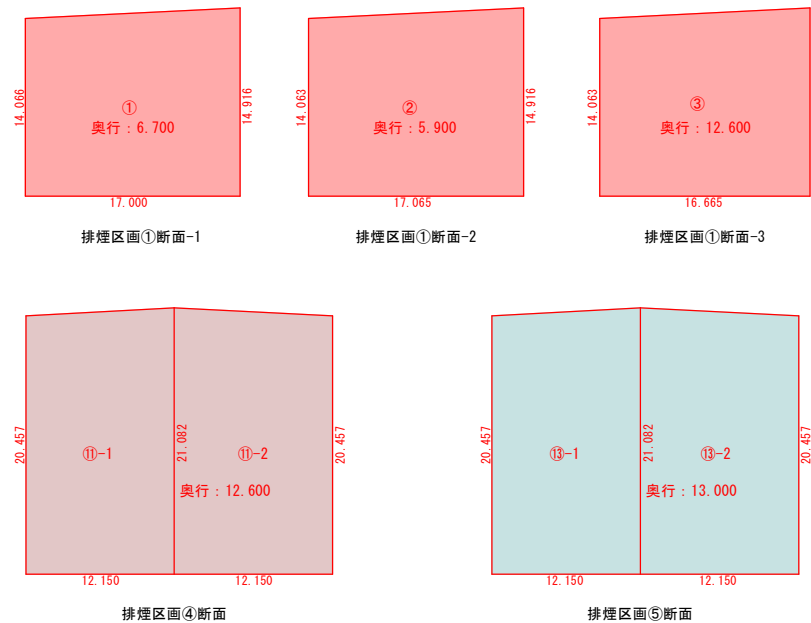 14.066
①
奥行：6.700
14.916
17.000
排煙区画①断面-1
14.063
②
奥行：5.900
14.916
17.065
排煙区画①断面-2
14.063
③
奥行：12.600
16.665
排煙区画①断面-3
20.457
⑪-1
21.082
⑪-2
奥行：12.600
20.457
12.150
12.150
排煙区画④断面
20.457
⑬-1
21.082
⑬-2
奥行：13.000
20.457
12.150
12.150
排煙区画⑤断面